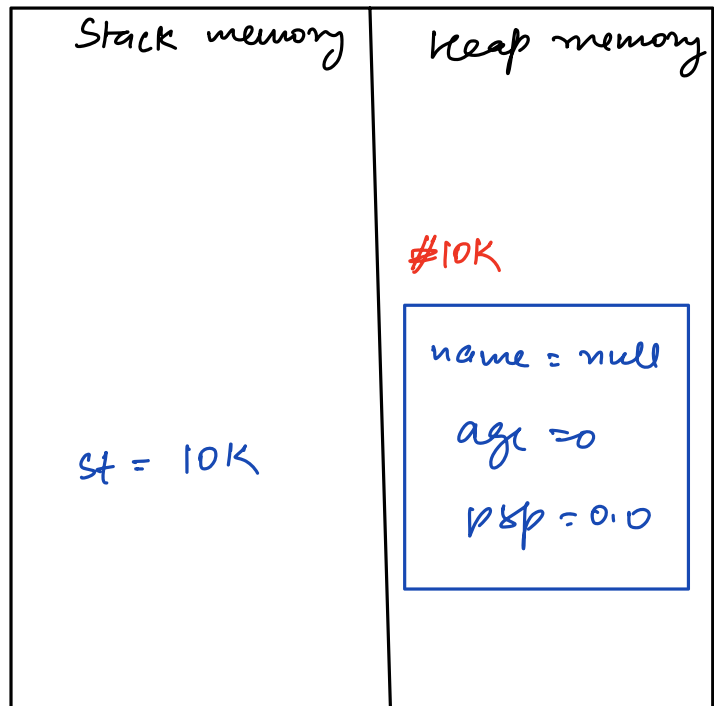 Stack memory
Heap memory
#10K
name = null
age =0
st = 10K
psp = 0.0